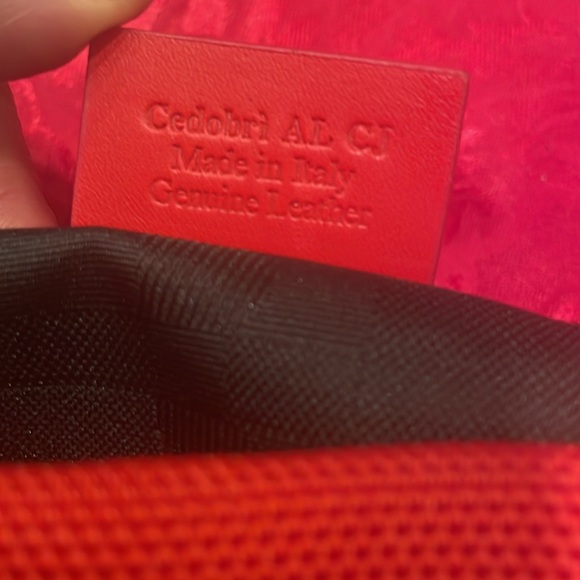 Cedobri AL CJ
Made in Italy
Genuine Leather